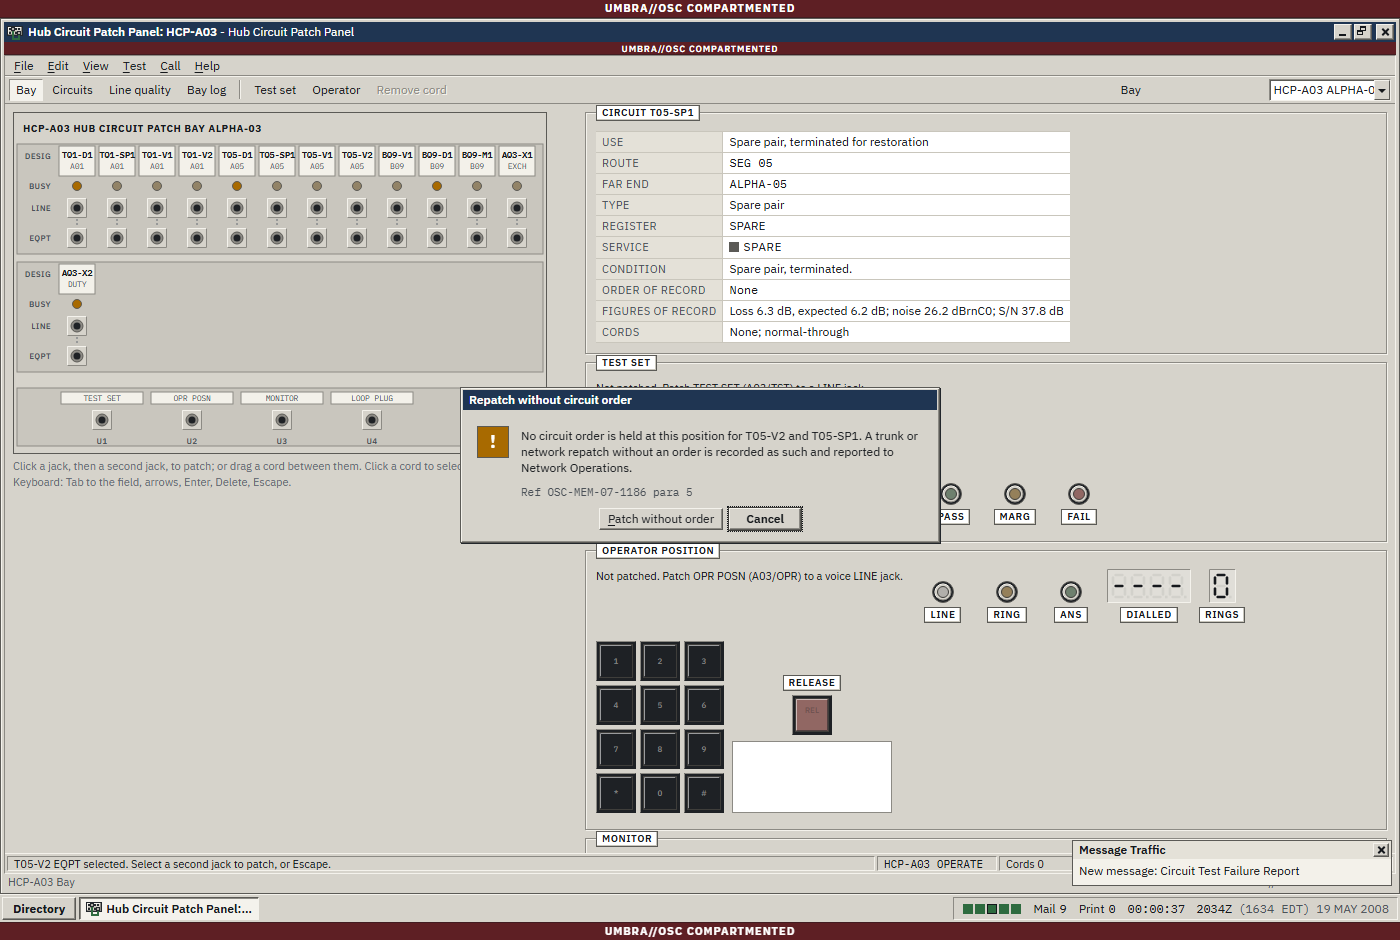 UMBRA//OSC COMPARTMENTED
Hub Circuit Patch Panel: HCP-A03 - Hub Circuit Patch Panel
UMBRA//OSC COMPARTMENTED
File Edit View Test Call Help
Bay Circuits Line quality Bay log Test set Operator Remove cord Bay HCP-A03 ALPHA-0
HCP-A03 HUB CIRCUIT PATCH BAY ALPHA-03
DESIG T01-D1 T01-SP1 T01-V1 T01-V2 T05-D1 T05-SP1 T05-V1 T05-V2 B09-V1 B09-D1 B09-M1 A03-X1
A01 A01 A01 A01 A05 A05 A05 A05 B09 B09 B09 EXCH
BUSY
LINE
EQPT
DESIG A03-X2
DUTY
BUSY
LINE
EQPT
TEST SET OPR POSN MONITOR LOOP PLUG
U1 U2 U3 U4
Click a jack, then a second jack, to patch; or drag a cord between them. Click a cord to selec
Keyboard: Tab to the field, arrows, Enter, Delete, Escape.
CIRCUIT T05-SP1
USE Spare pair, terminated for restoration
ROUTE SEG 05
FAR END ALPHA-05
TYPE Spare pair
REGISTER SPARE
SERVICE SPARE
CONDITION Spare pair, terminated.
ORDER OF RECORD None
FIGURES OF RECORD Loss 6.3 dB, expected 6.2 dB; noise 26.2 dBrnC0; S/N 37.8 dB
CORDS None; normal-through
TEST SET
Not patched. Patch TEST SET (A03/TST) to a LINE jack.
PASS MARG FAIL
Repatch without circuit order
! No circuit order is held at this position for T05-V2 and T05-SP1. A trunk or
network repatch without an order is recorded as such and reported to
Network Operations.
Ref OSC-MEM-07-1186 para 5
Patch without order Cancel
OPERATOR POSITION
Not patched. Patch OPR POSN (A03/OPR) to a voice LINE jack.
---- 0
LINE RING ANS DIALLED RINGS
1 2 3
4 5 6
7 8 9
* 0 #
RELEASE
REL
MONITOR
T05-V2 EQPT selected. Select a second jack to patch, or Escape. HCP-A03 OPERATE Cords 0
HCP-A03 Bay
Message Traffic
New message: Circuit Test Failure Report
Directory Hub Circuit Patch Panel:... Mail 9 Print 0 00:00:37 2034Z (1634 EDT) 19 MAY 2008
UMBRA//OSC COMPARTMENTED